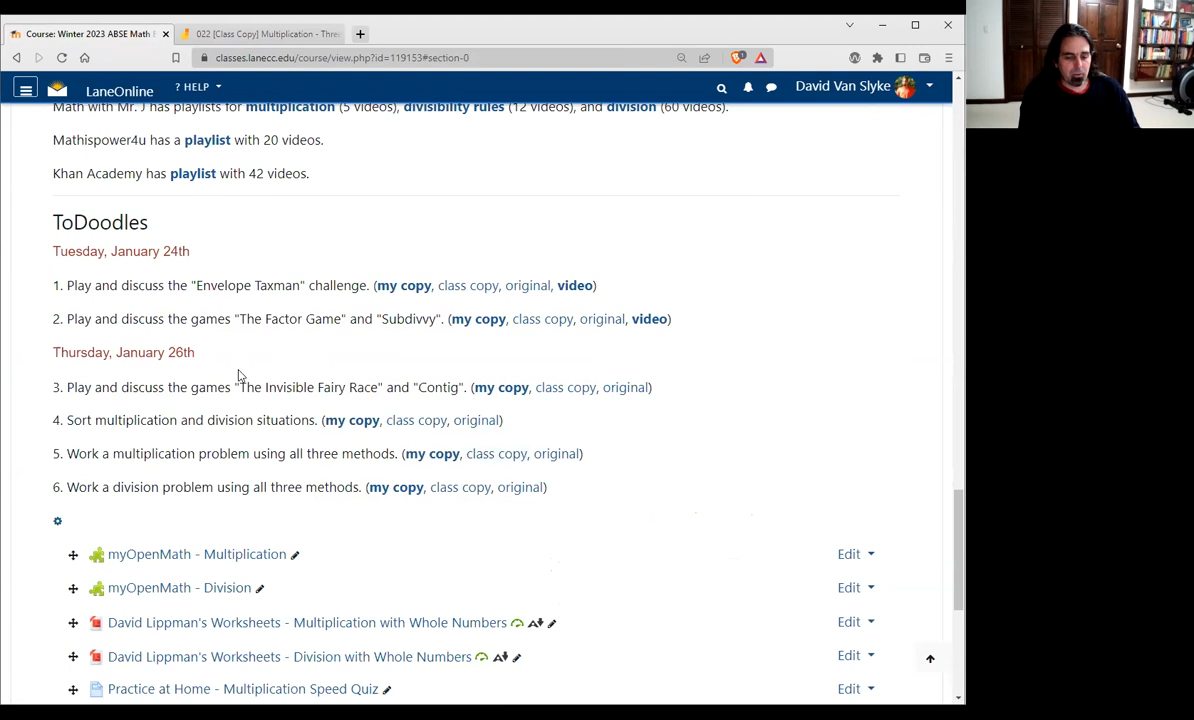 Course: Winter 2023 ABSE Math
022 [Class Copy] Multiplication - Thre
classes.lanecc.edu/course/view.php?id=119153#section-0
LaneOnline
? HELP
David Van Slyke
Math with Mr. J has playlists for multiplication (5 videos), divisibility rules (12 videos), and division (60 videos).
Mathispower4u has a playlist with 20 videos.
Khan Academy has playlist with 42 videos.
ToDoodles
Tuesday, January 24th
1. Play and discuss the "Envelope Taxman" challenge. (my copy, class copy, original, video)
2. Play and discuss the games "The Factor Game" and "Subdivvy". (my copy, class copy, original, video)
Thursday, January 26th
3. Play and discuss the games "The Invisible Fairy Race" and "Contig". (my copy, class copy, original)
4. Sort multiplication and division situations. (my copy, class copy, original)
5. Work a multiplication problem using all three methods. (my copy, class copy, original)
6. Work a division problem using all three methods. (my copy, class copy, original)
myOpenMath - Multiplication Edit
myOpenMath - Division Edit
David Lippman's Worksheets - Multiplication with Whole Numbers Edit
David Lippman's Worksheets - Division with Whole Numbers Edit
Practice at Home - Multiplication Speed Quiz Edit